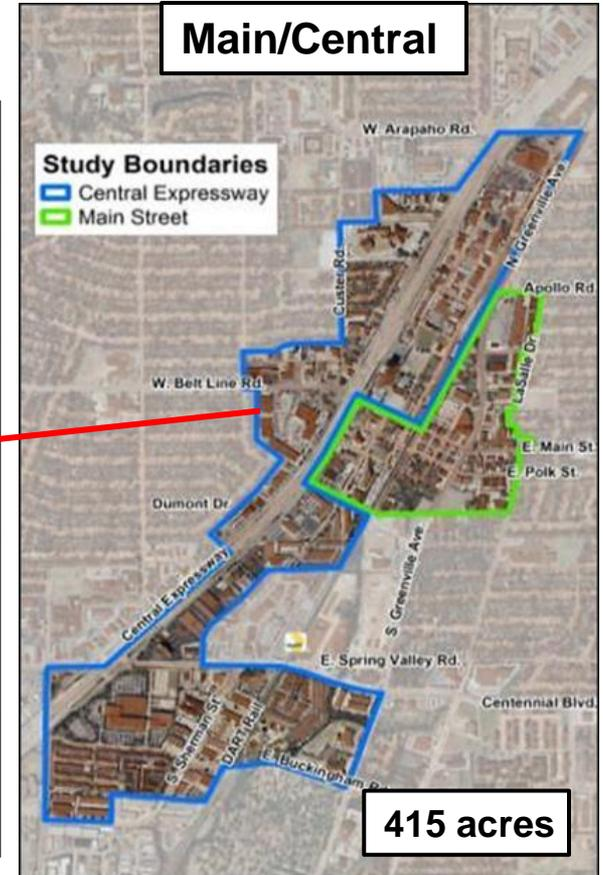 Main/Central
W. Arapaho Rd.
Study Boundaries
Central Expressway
Main Street
N. Greenville Ave.
Custer Rd.
Apollo Rd.
LaSalle Dr.
W. Belt Line Rd.
E. Main St.
E. Polk St.
Dumont Dr.
S. Greenville Ave.
Central Expressway
E. Spring Valley Rd.
Centennial Blvd.
S. Sherman St.
DART Rail
E. Buckingham Rd.
415 acres